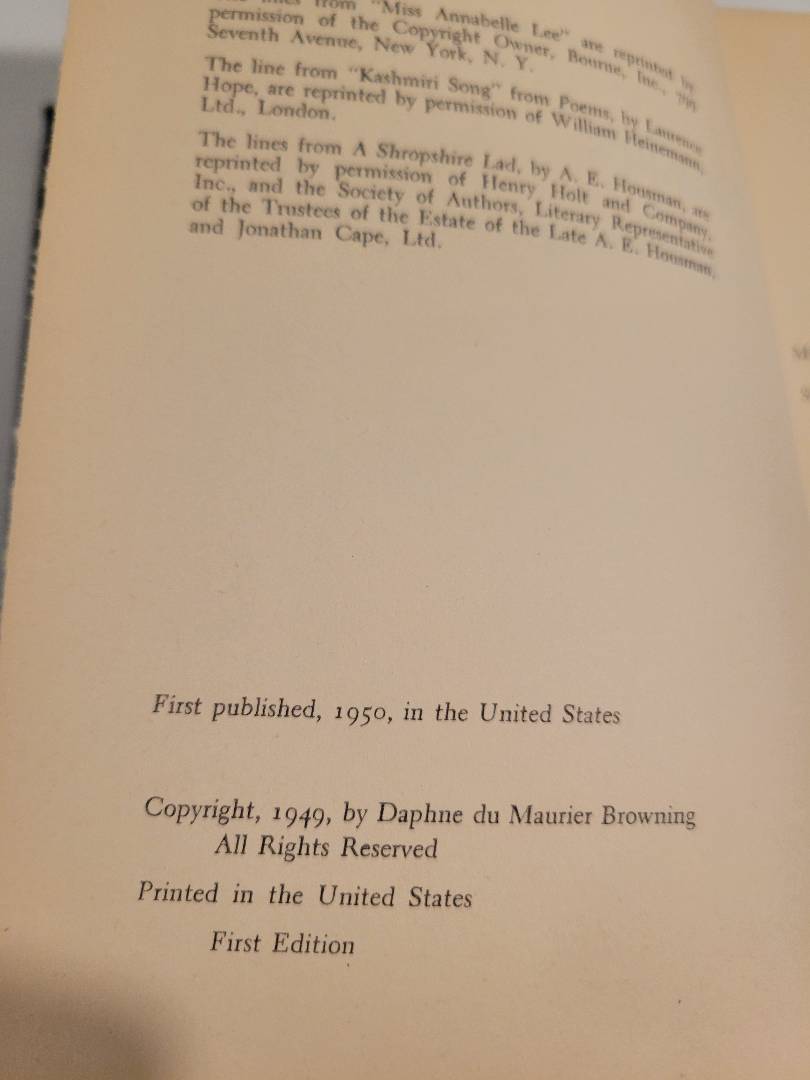 lines from "Miss Annabelle Lee" are reprinted by
permission of the Copyright Owner, Bourne, Inc., 799
Seventh Avenue, New York, N. Y.
The line from "Kashmiri Song" from Poems, by Laurence
Hope, are reprinted by permission of William Heinemann,
Ltd., London.
The lines from A Shropshire Lad, by A. E. Housman, are
reprinted by permission of Henry Holt and Company,
Inc., and the Society of Authors, Literary Representative
of the Trustees of the Estate of the Late A. E. Housman,
and Jonathan Cape, Ltd.
First published, 1950, in the United States
Copyright, 1949, by Daphne du Maurier Browning
All Rights Reserved
Printed in the United States
First Edition